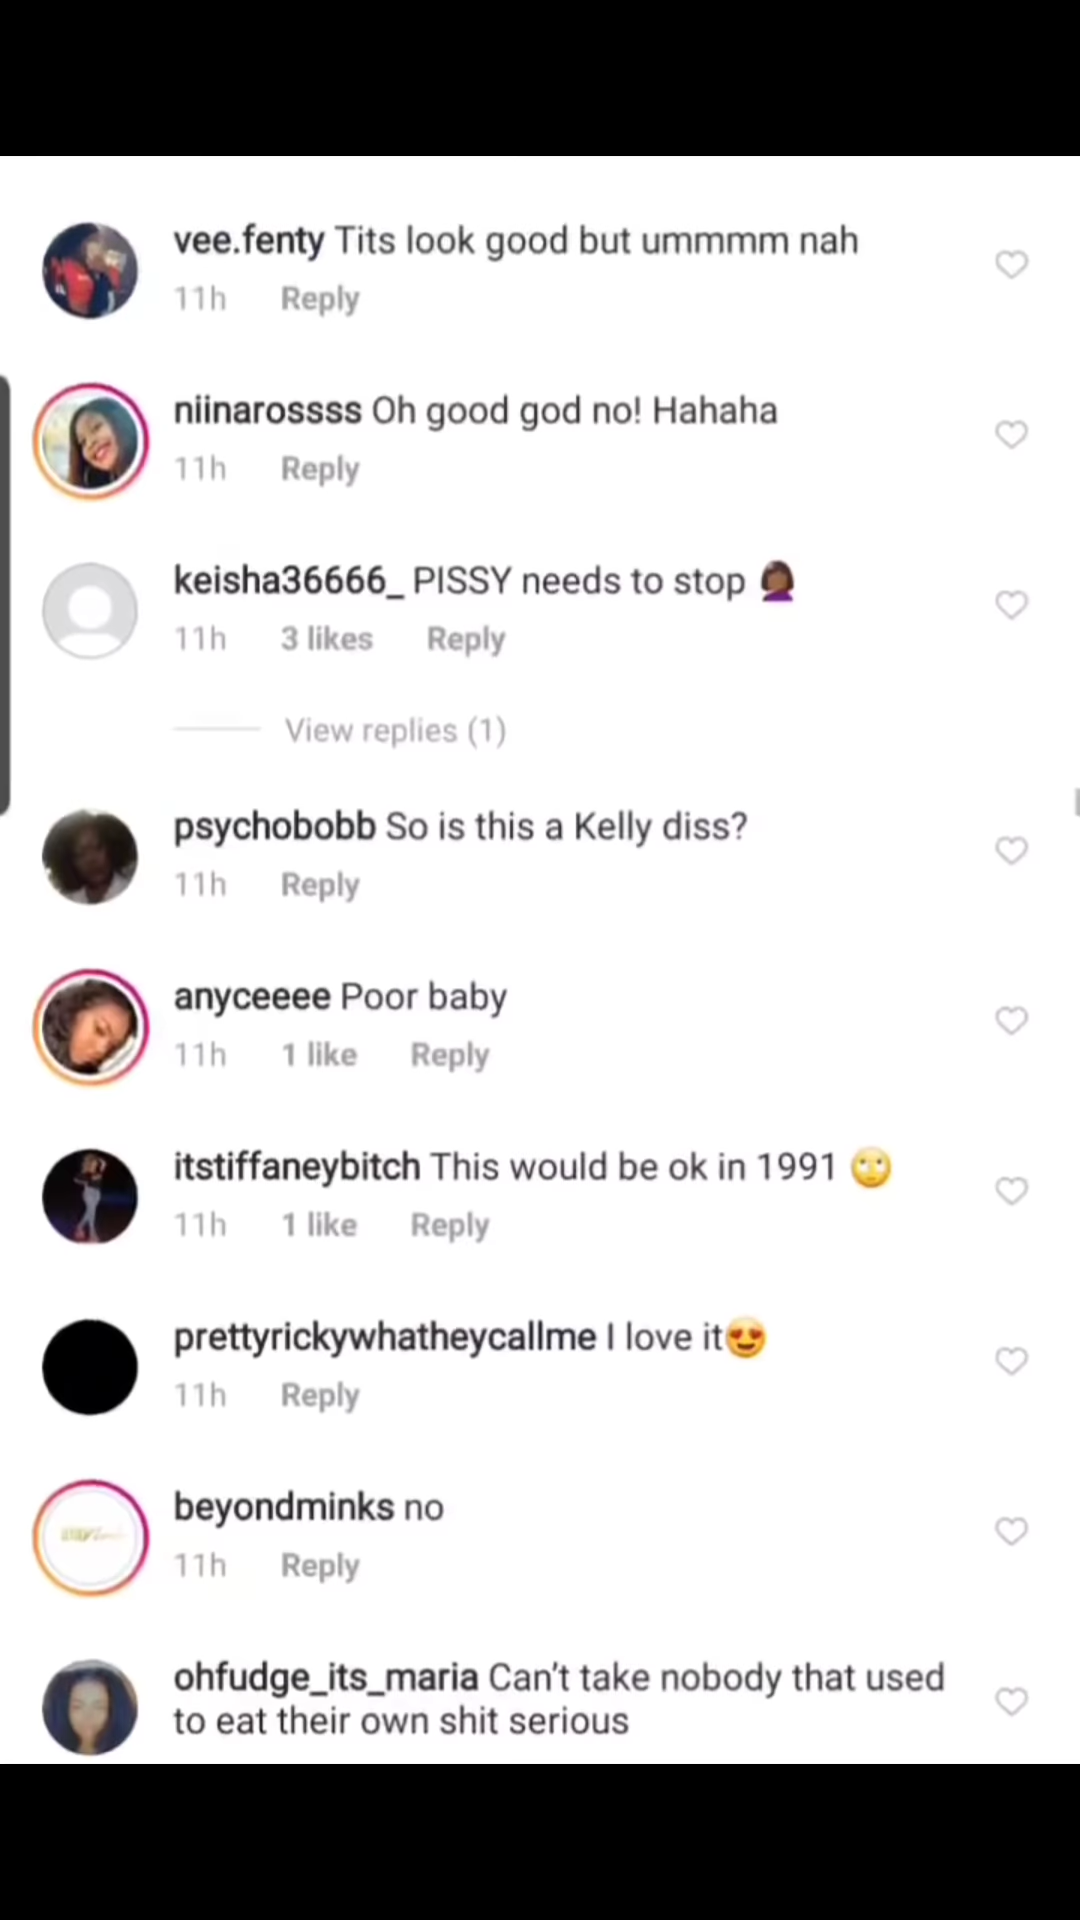 vee.fenty Tits look good but ummmm nah
11h Reply
niinarossss Oh good god no! Hahaha
11h Reply
keisha36666_ PISSY needs to stop 🤦🏾‍♀️
11h 3 likes Reply
View replies (1)
psychobobb So is this a Kelly diss?
11h Reply
anyceeee Poor baby
11h 1 like Reply
itstiffaneybitch This would be ok in 1991 🙄
11h 1 like Reply
prettyrickywhatheycallme I love it😍
11h Reply
beyondminks no
11h Reply
ohfudge_its_maria Can't take nobody that used
to eat their own shit serious